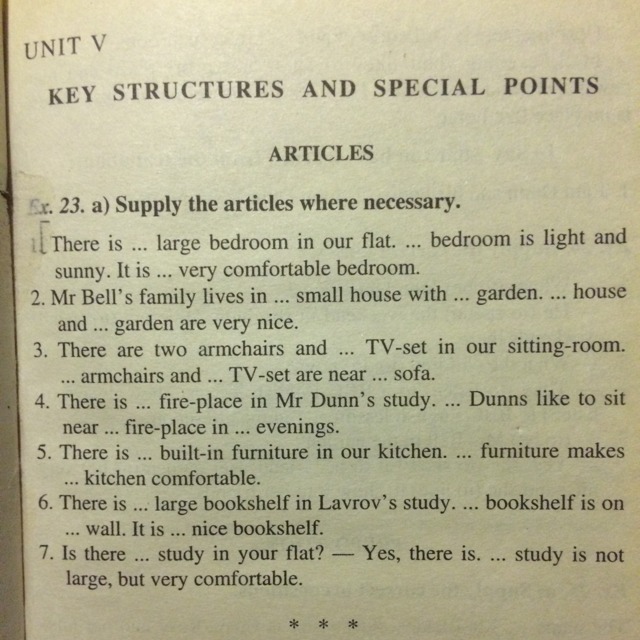 UNIT V
KEY STRUCTURES AND SPECIAL POINTS
ARTICLES
Ex. 23. a) Supply the articles where necessary.
1. There is ... large bedroom in our flat. ... bedroom is light and
sunny. It is ... very comfortable bedroom.
2. Mr Bell's family lives in ... small house with ... garden. ... house
and ... garden are very nice.
3. There are two armchairs and ... TV-set in our sitting-room.
... armchairs and ... TV-set are near ... sofa.
4. There is ... fire-place in Mr Dunn's study. ... Dunns like to sit
near ... fire-place in ... evenings.
5. There is ... built-in furniture in our kitchen. ... furniture makes
... kitchen comfortable.
6. There is ... large bookshelf in Lavrov's study. ... bookshelf is on
... wall. It is ... nice bookshelf.
7. Is there ... study in your flat? — Yes, there is. ... study is not
large, but very comfortable.
* * *